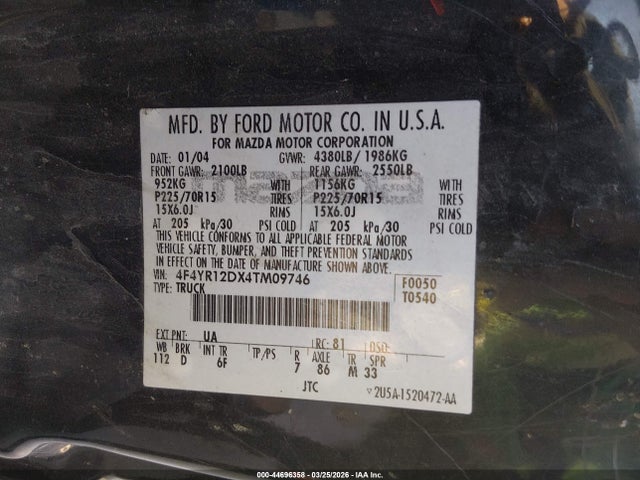 MFD. BY FORD MOTOR CO. IN U.S.A.
FOR MAZDA MOTOR CORPORATION
DATE: 01/04 GVWR: 4380LB/ 1986KG
FRONT GAWR: 2100LB REAR GAWR: 2550LB
952KG WITH 1156KG WITH
P225/70R15 TIRES P225/70R15 TIRES
15X6.0J RIMS 15X6.0J RIMS
AT 205 kPa/30 PSI COLD AT 205 kPa/30 PSI COLD
THIS VEHICLE CONFORMS TO ALL APPLICABLE FEDERAL MOTOR
VEHICLE SAFETY, BUMPER, AND THEFT PREVENTION STANDARDS
IN EFFECT ON THE DATE OF MANUFACTURE SHOWN ABOVE.
VIN: 4F4YR12DX4TM09746 F0050
TYPE: TRUCK T0540
EXT PNT: UA RC: 81 DSO:
WB BRK INT TR TP/PS R AXLE TR SPR
112 D 6F 7 86 M 33
JTC 2U5A-1520472-AA
000-44696358 - 03/25/2026 - IAA Inc.